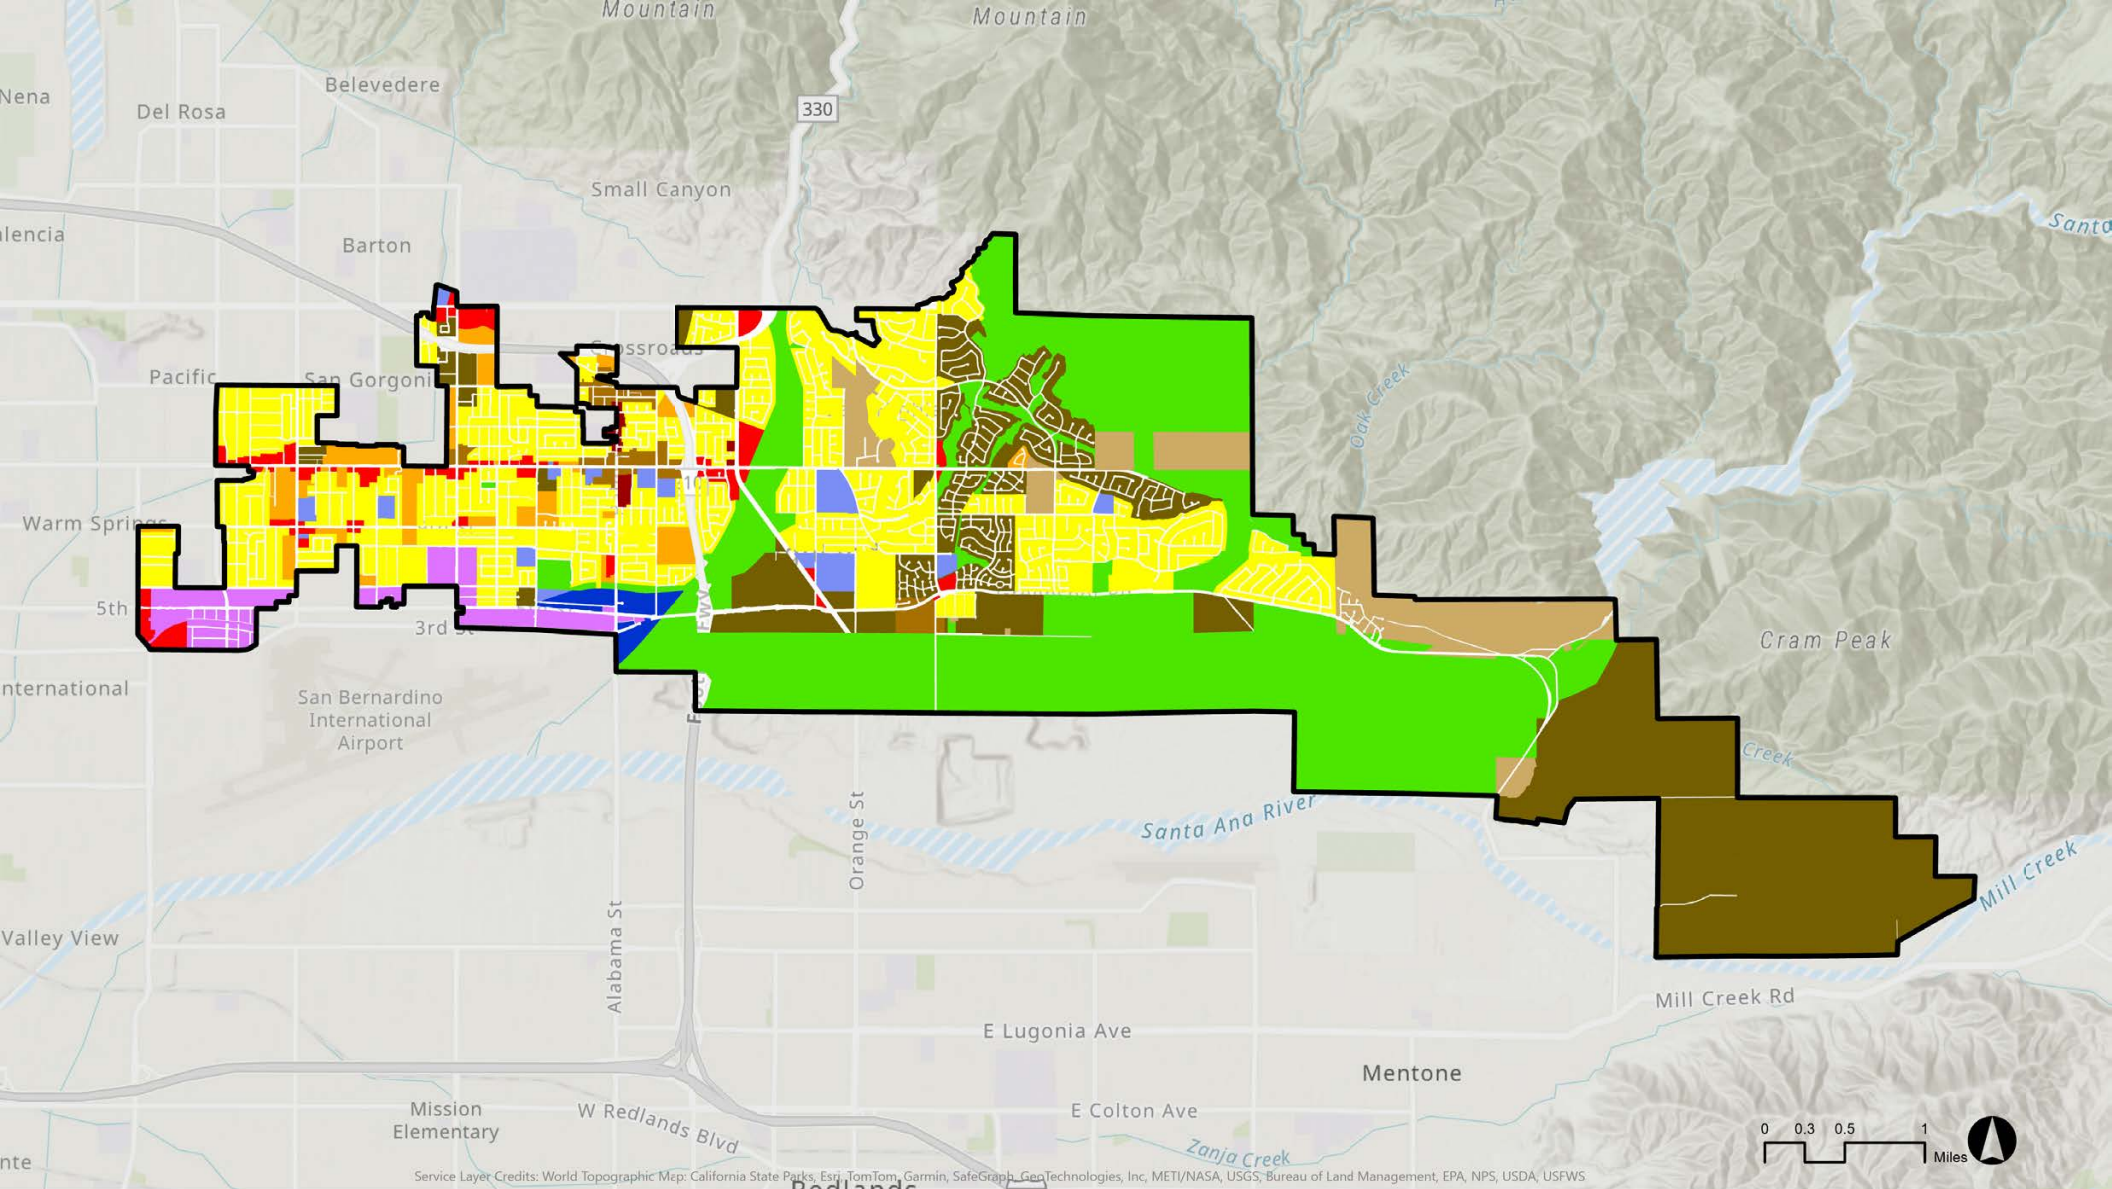 Mountain
Mountain
Belevedere
Nena
Del Rosa
330
Small Canyon
Santa
alencia
Barton
Crossroads
Pacific
San Gorgoni
Oak Creek
10
Warm Springs
5th
3rd St
Fwy
Cram Peak
nternational
San Bernardino
International
Airport
Creek
Santa Ana River
Orange St
Mill Creek
Alabama St
Valley View
Mill Creek Rd
E Lugonia Ave
Mentone
Mission
Elementary
W Redlands Blvd
E Colton Ave
Zanja Creek
nte
0 0.3 0.5 1
Miles
Service Layer Credits: World Topographic Map: California State Parks, Esri, TomTom, Garmin, SafeGraph, GeoTechnologies, Inc, METI/NASA, USGS, Bureau of Land Management, EPA, NPS, USDA, USFWS
Redlands